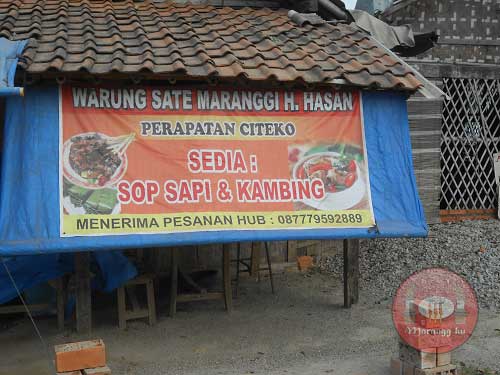 WARUNG SATE MARANGGI H. HASAN
PERAPATAN CITEKO
SEDIA :
SOP SAPI & KAMBING
MENERIMA PESANAN HUB : 087779592889